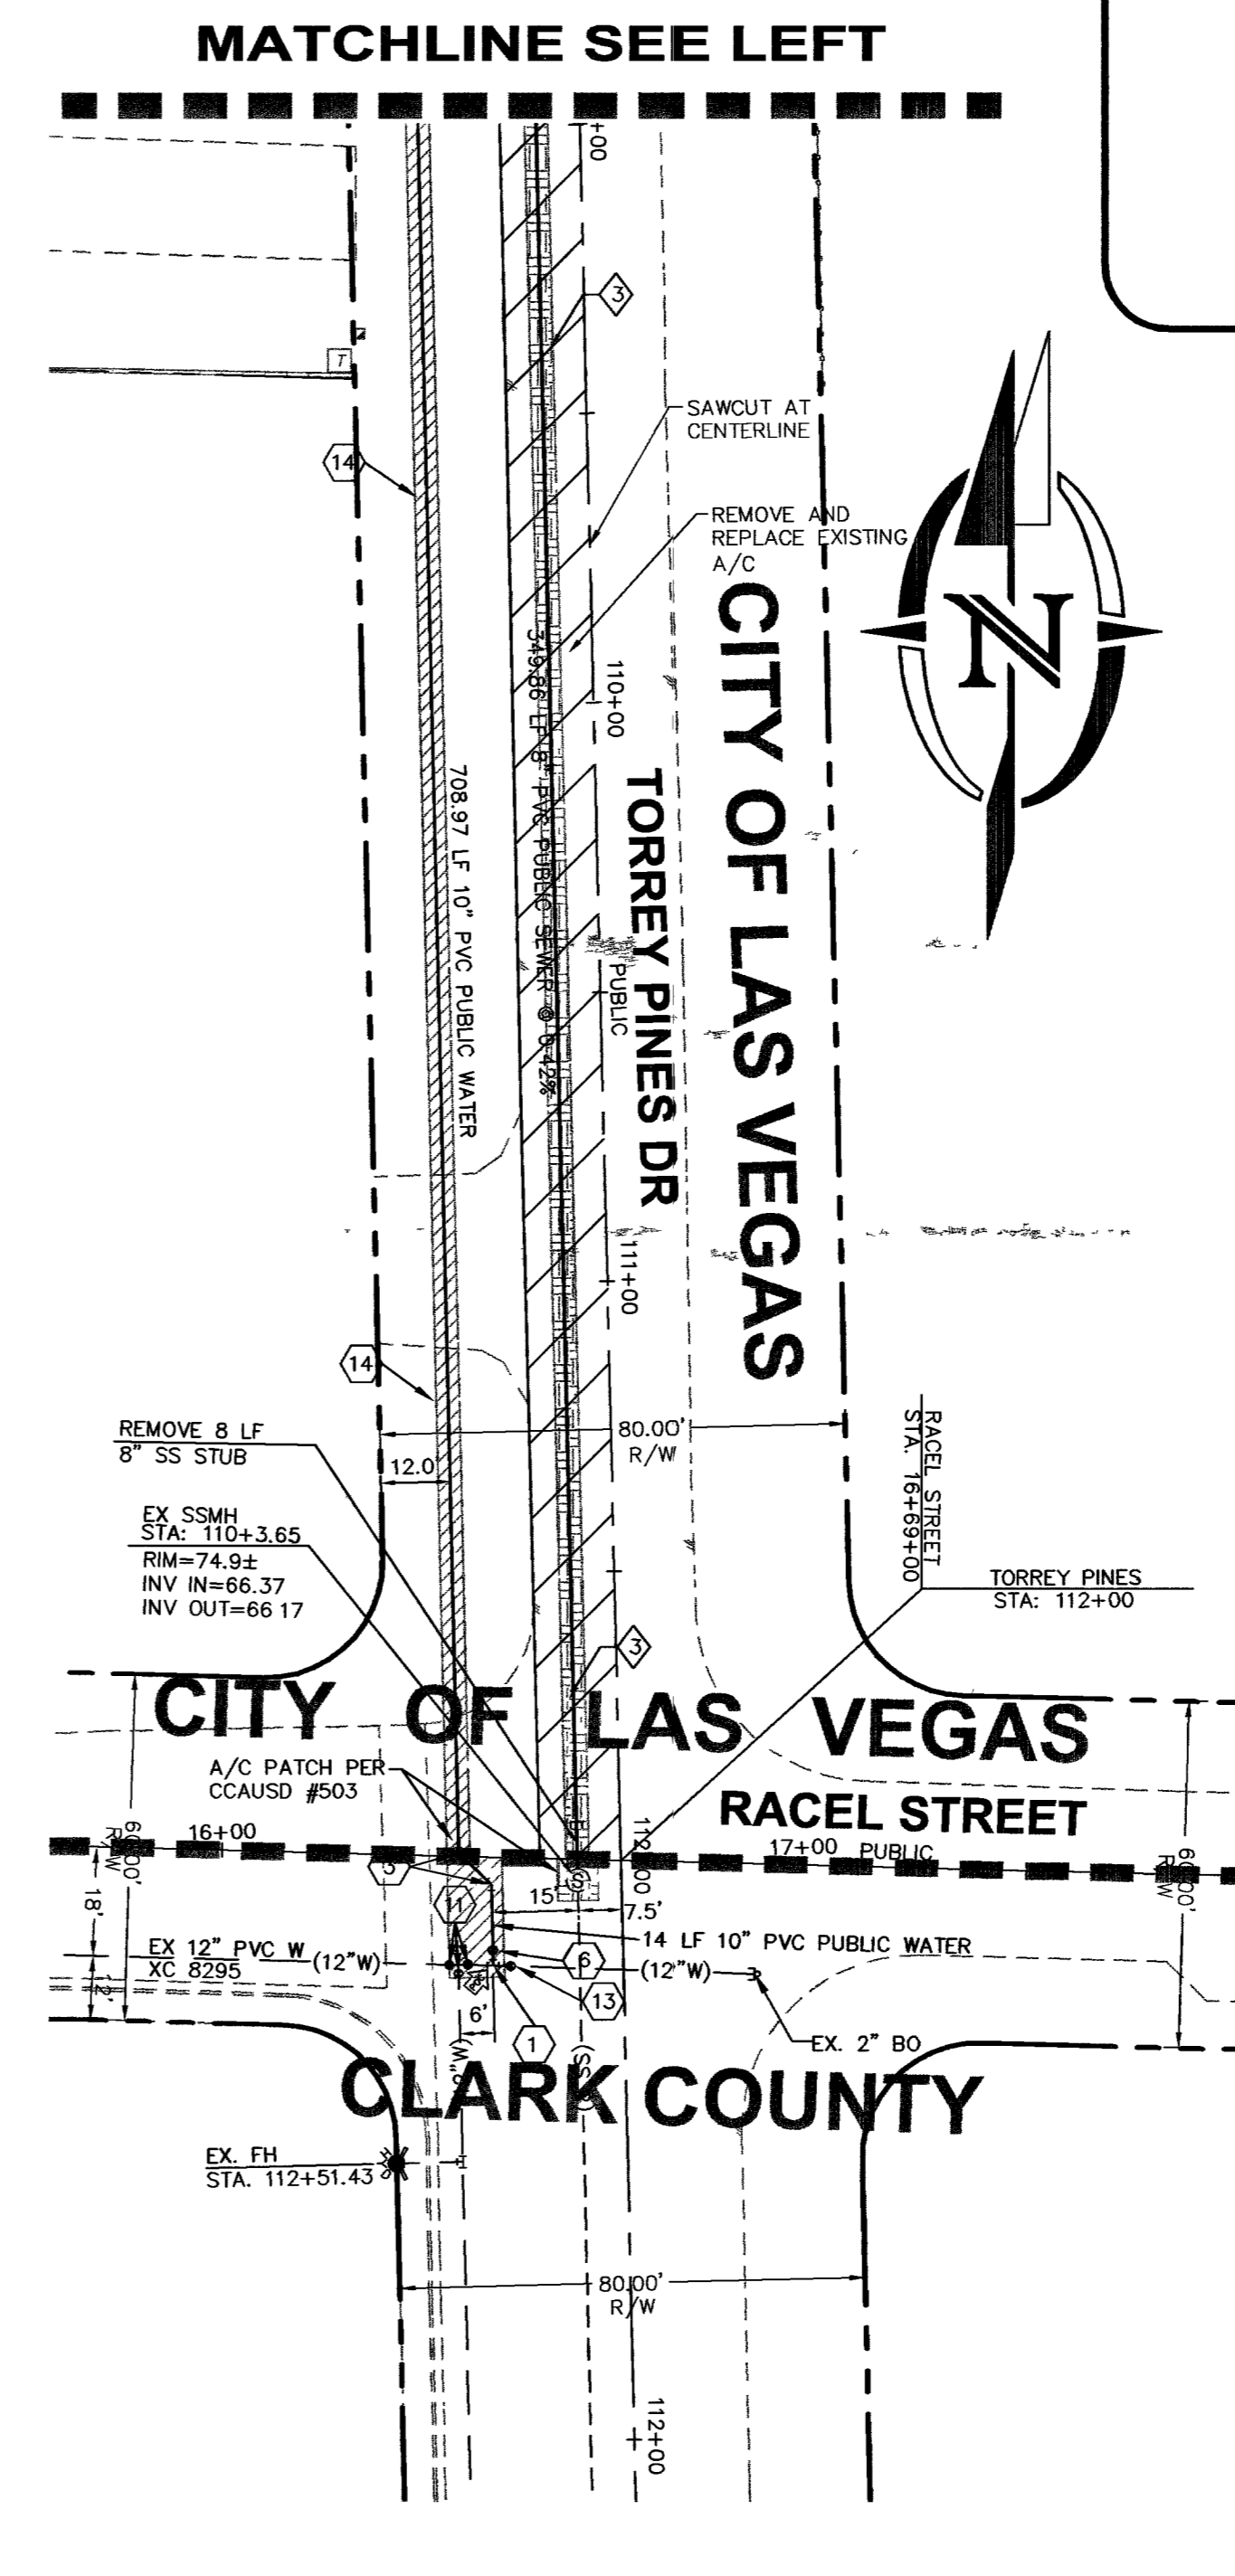 MATCHLINE SEE LEFT
+00
3
T
SAWCUT AT
CENTERLINE
14
REMOVE AND
REPLACE EXISTING
A/C
N
CITY OF LAS VEGAS
110+00
349.86 LF 8" PVC PUBLIC SEWER @ 0.42%
708.97 LF 10" PVC PUBLIC WATER
TORREY PINES DR
PUBLIC
111+00
14
80.00'
R/W
12.0
REMOVE 8 LF
8" SS STUB
EX SSMH
STA: 110+3.65
RIM=74.9±
INV IN=66.37
INV OUT=66 17
RACEL STREET
STA. 16+69+00
TORREY PINES
STA: 112+00
3
CITY OF LAS VEGAS
A/C PATCH PER
CCAUSD #503
RACEL STREET
16+00
17+00 PUBLIC
112+00
60.00'
R/W
60.00'
R/W
18'
15'
7.5'
11
14 LF 10" PVC PUBLIC WATER
EX 12" PVC W
XC 8295
(12"W)
6
(12"W)
13
12'
6'
1
EX. 2" BO
CLARK COUNTY
EX. FH
STA. 112+51.43
80.00'
R/W
112+00